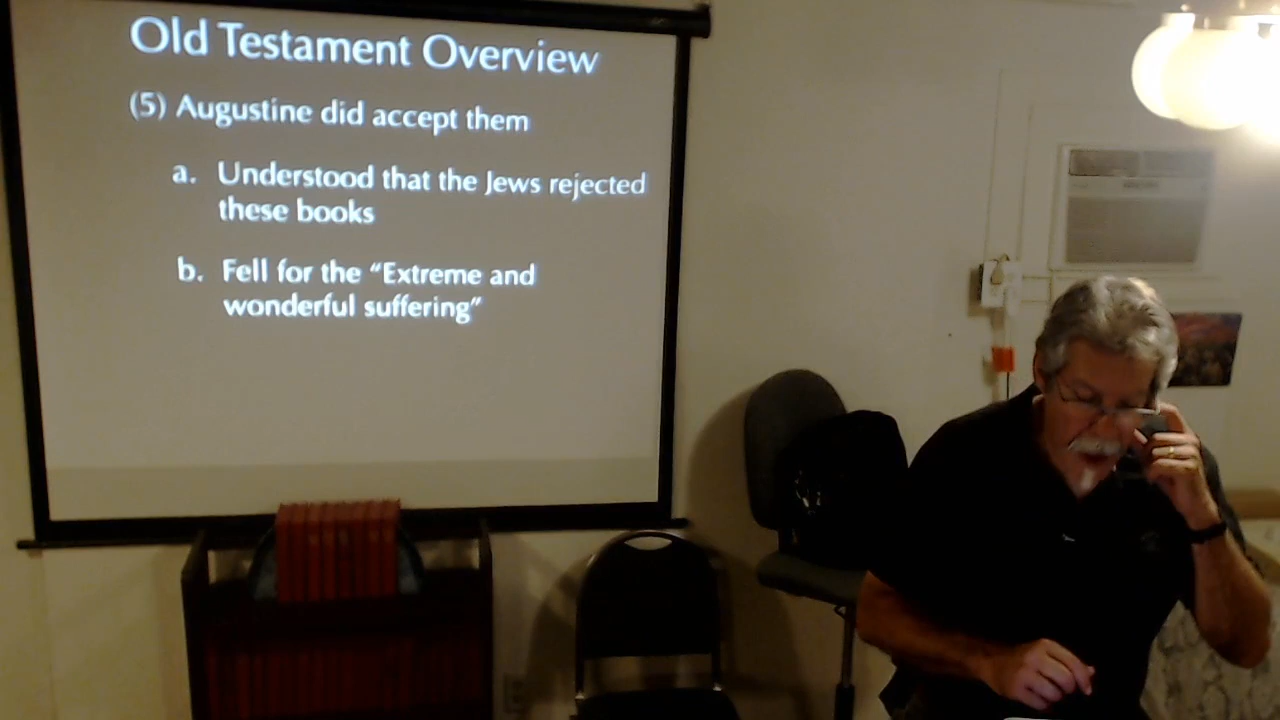 Old Testament Overview
(5) Augustine did accept them
a. Understood that the Jews rejected
these books
b. Fell for the “Extreme and
wonderful suffering”